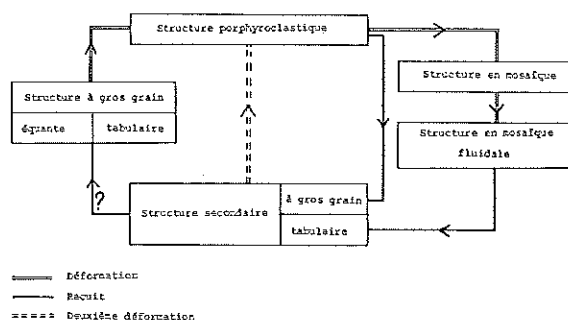 Structure porphyroclastique
Structure en mosaïque
Structure à gros grain
équante
tabulaire
Structure en mosaïque
fluidale
?
Structure secondaire
à gros grain
tabulaire
Déformation
Recuit
Deuxième déformation